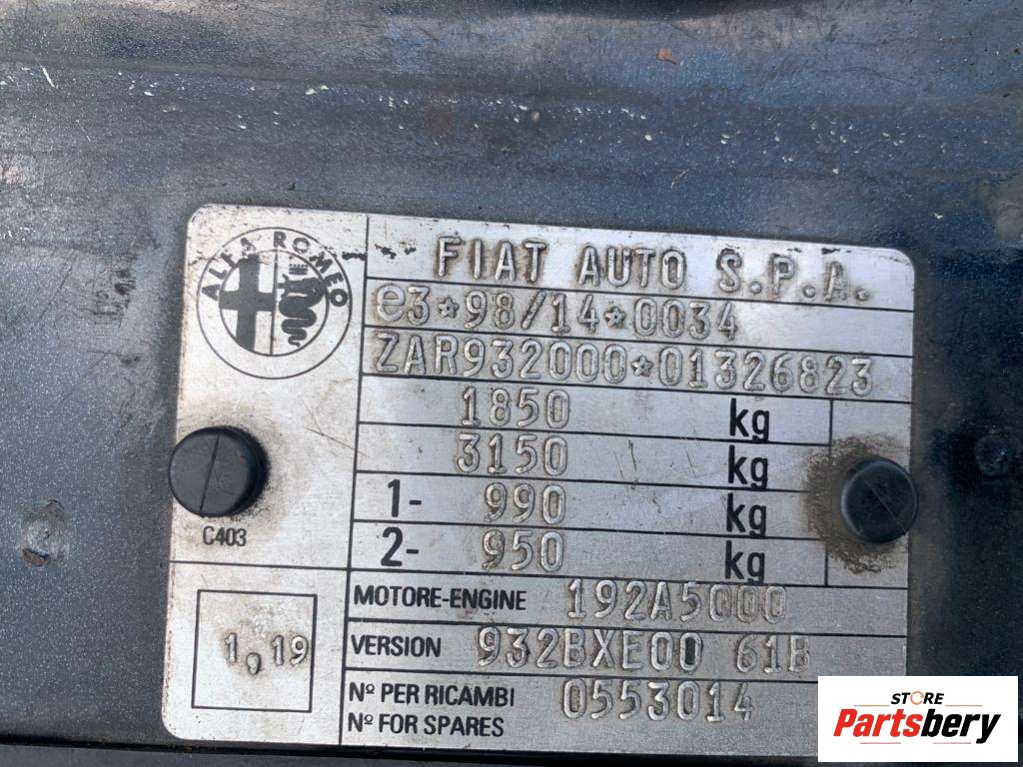 ALFA ROMEO
FIAT AUTO S.P.A.
e3*98/14*0034
ZAR932000*01326823
1850 kg
3150 kg
1- 990 kg
2- 950 kg
C403
MOTORE-ENGINE 192A5000
VERSION 932BXE00 61B
1,19
Nº PER RICAMBI 0553014
Nº FOR SPARES
STORE
Partsbery